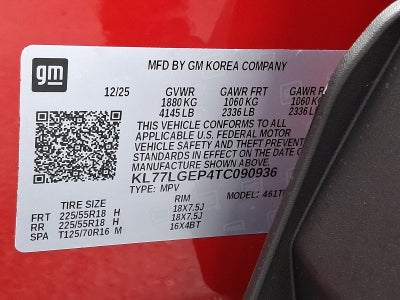 gm
MFD BY GM KOREA COMPANY
12/25 GVWR GAWR FRT GAWR
1880 KG 1060 KG 1060 KG
4145 LB 2336 LB 2336 LB
THIS VEHICLE CONFORMS TO ALL
APPLICABLE U.S. FEDERAL MOTOR
VEHICLE SAFETY AND THEFT
STANDARDS IN EFFECT ON THE DATE
MANUFACTURE SHOWN ABOVE.
KL77LGEP4TC090936
TYPE: MPV MODEL:
TIRE SIZE RIM
FRT 225/55R18 H 18X7.5J
RR 225/55R18 H 18X7.5J
SPA T125/70R16 M 16X4BT